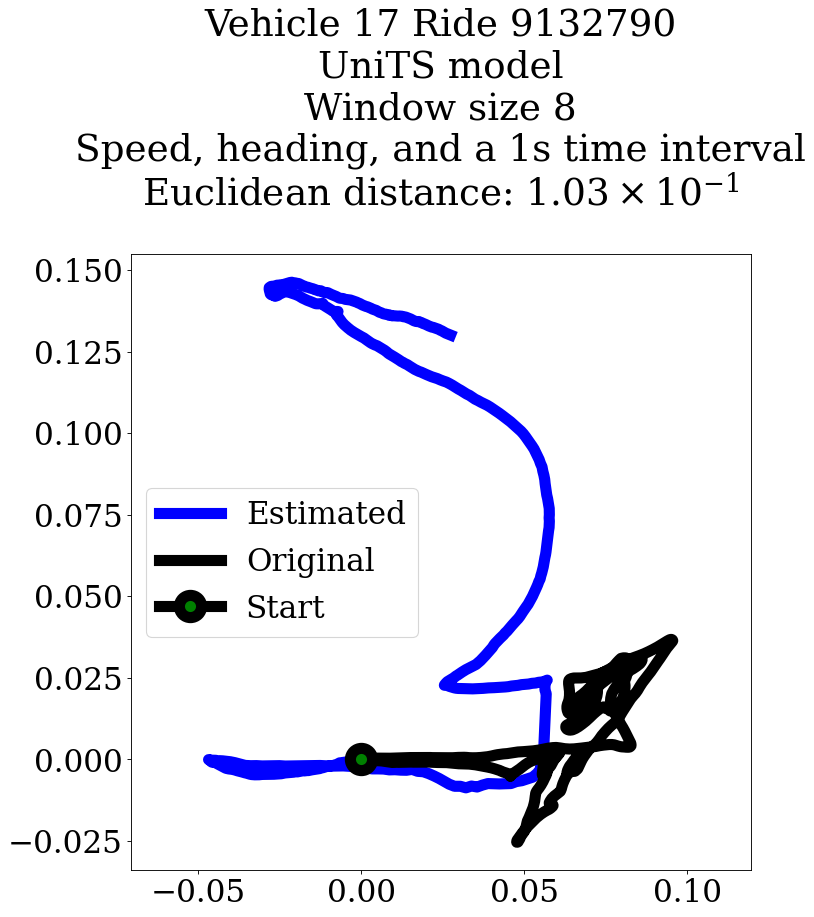 Vehicle 17 Ride 9132790
UniTS model
Window size 8
Speed, heading, and a 1s time interval
Euclidean distance: 1.03 × 10⁻¹
0.150
0.125
0.100
0.075
0.050
0.025
0.000
−0.025
Estimated
Original
Start
−0.05 0.00 0.05 0.10